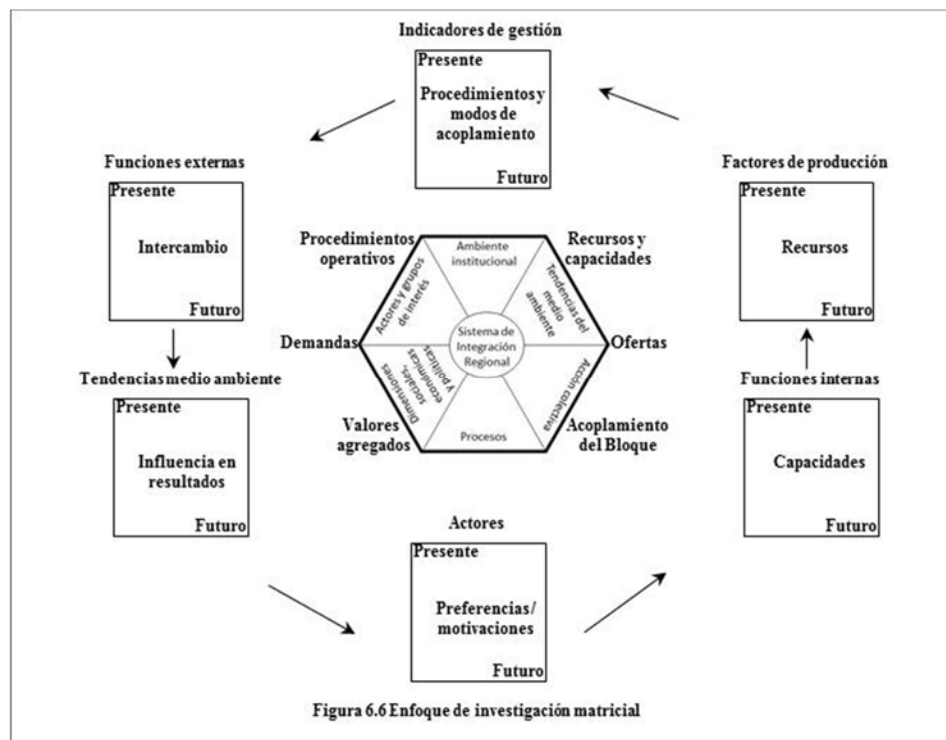 Indicadores de gestión
Presente
Procedimientos y
modos de
acoplamiento
Futuro
Funciones externas
Presente
Intercambio
Futuro
Factores de producción
Presente
Recursos
Futuro
Procedimientos
operativos
Recursos y
capacidades
Demandas
Ofertas
Valores
agregados
Acoplamiento
del Bloque
Ambiente
institucional
Actores y grupos
de interés
Tendencias del
medio
ambiente
Sistema de
Integración
Regional
Dimensiones
sociales,
económicas
y políticas
Acción colectiva
Procesos
Tendencias medio ambiente
Presente
Influencia en
resultados
Futuro
Funciones internas
Presente
Capacidades
Futuro
Actores
Presente
Preferencias/
motivaciones
Futuro
Figura 6.6 Enfoque de investigación matricial